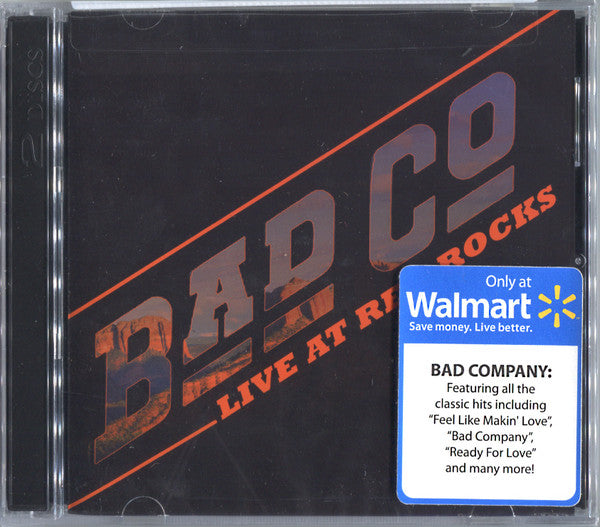 2 DISCS
BAD CO
LIVE AT RED ROCKS
Only at
Walmart
Save money. Live better.
BAD COMPANY:
Featuring all the
classic hits including
“Feel Like Makin' Love”,
“Bad Company”,
“Ready For Love”
and many more!